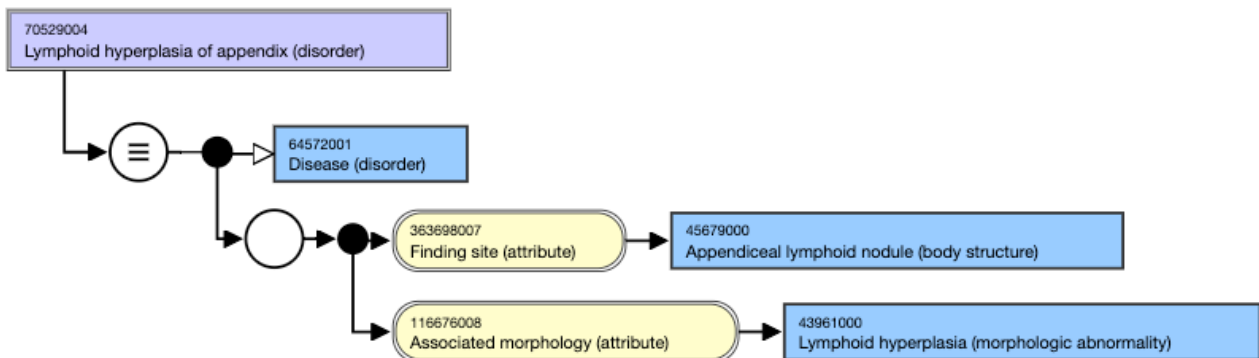 70529004
Lymphoid hyperplasia of appendix (disorder)
64572001
Disease (disorder)
363698007
Finding site (attribute)
45679000
Appendiceal lymphoid nodule (body structure)
116676008
Associated morphology (attribute)
43961000
Lymphoid hyperplasia (morphologic abnormality)